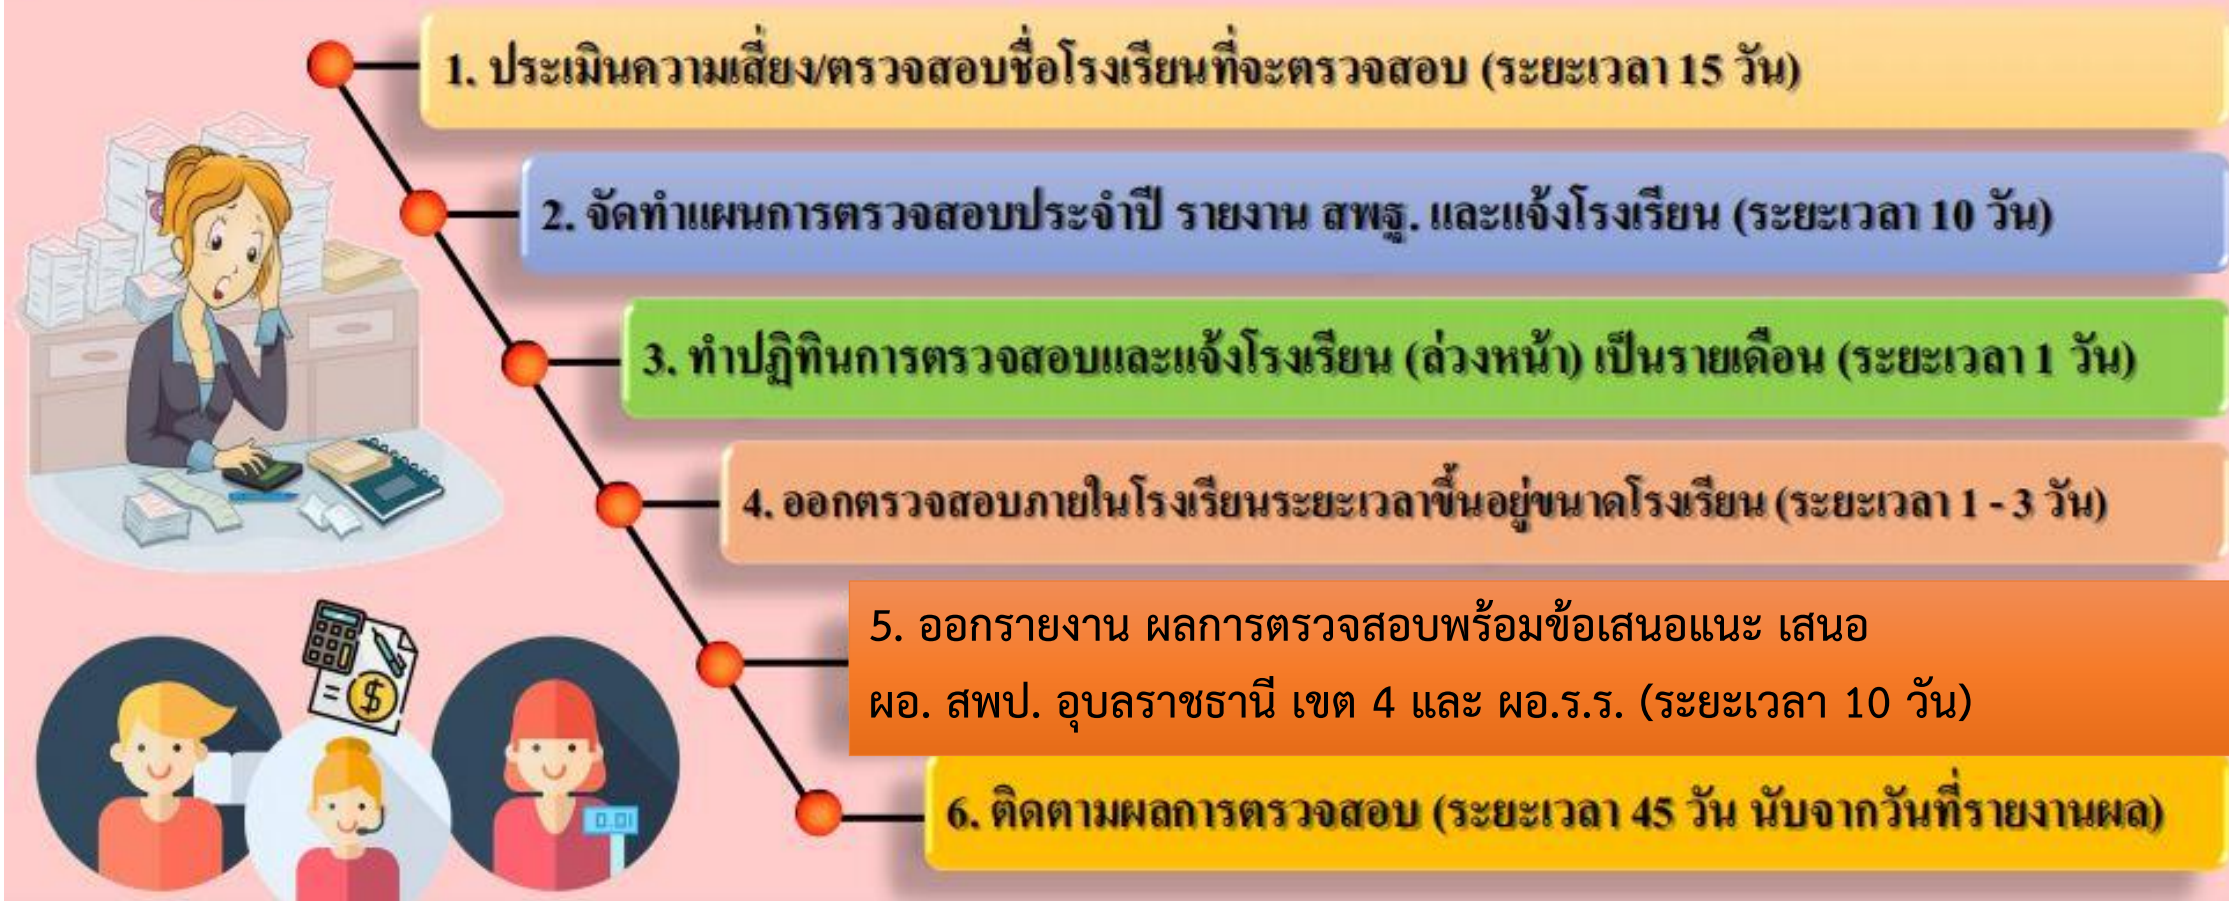 1. ประเมินความเสี่ยง/ตรวจสอบชื่อโรงเรียนที่จะตรวจสอบ (ระยะเวลา 15 วัน)
2. จัดทำแผนการตรวจสอบประจำปี รายงาน สพฐ. และแจ้งโรงเรียน (ระยะเวลา 10 วัน)
3. ทำปฏิทินการตรวจสอบและแจ้งโรงเรียน (ล่วงหน้า) เป็นรายเดือน (ระยะเวลา 1 วัน)
4. ออกตรวจสอบภายในโรงเรียนระยะเวลาขึ้นอยู่ขนาดโรงเรียน (ระยะเวลา 1 - 3 วัน)
5. ออกรายงาน ผลการตรวจสอบพร้อมข้อเสนอแนะ เสนอ
ผอ. สพป. อุบลราชธานี เขต 4 และ ผอ.ร.ร. (ระยะเวลา 10 วัน)
6. ติดตามผลการตรวจสอบ (ระยะเวลา 45 วัน นับจากวันที่รายงานผล)
$
0.01